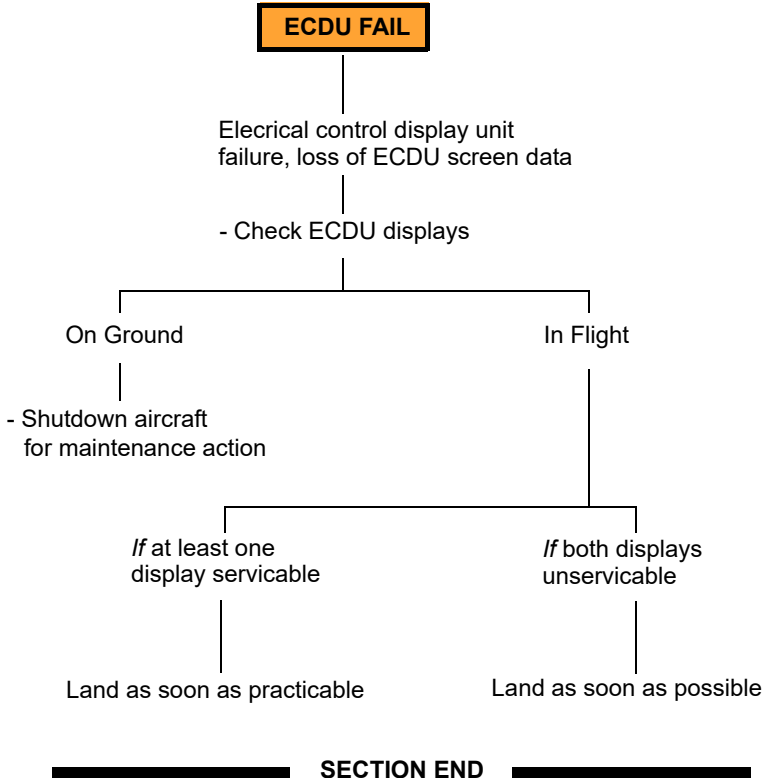 ECDU FAIL
Elecrical control display unit
failure, loss of ECDU screen data
- Check ECDU displays
On Ground
In Flight
- Shutdown aircraft
for maintenance action
If at least one
display servicable
If both displays
unservicable
Land as soon as practicable
Land as soon as possible
SECTION END